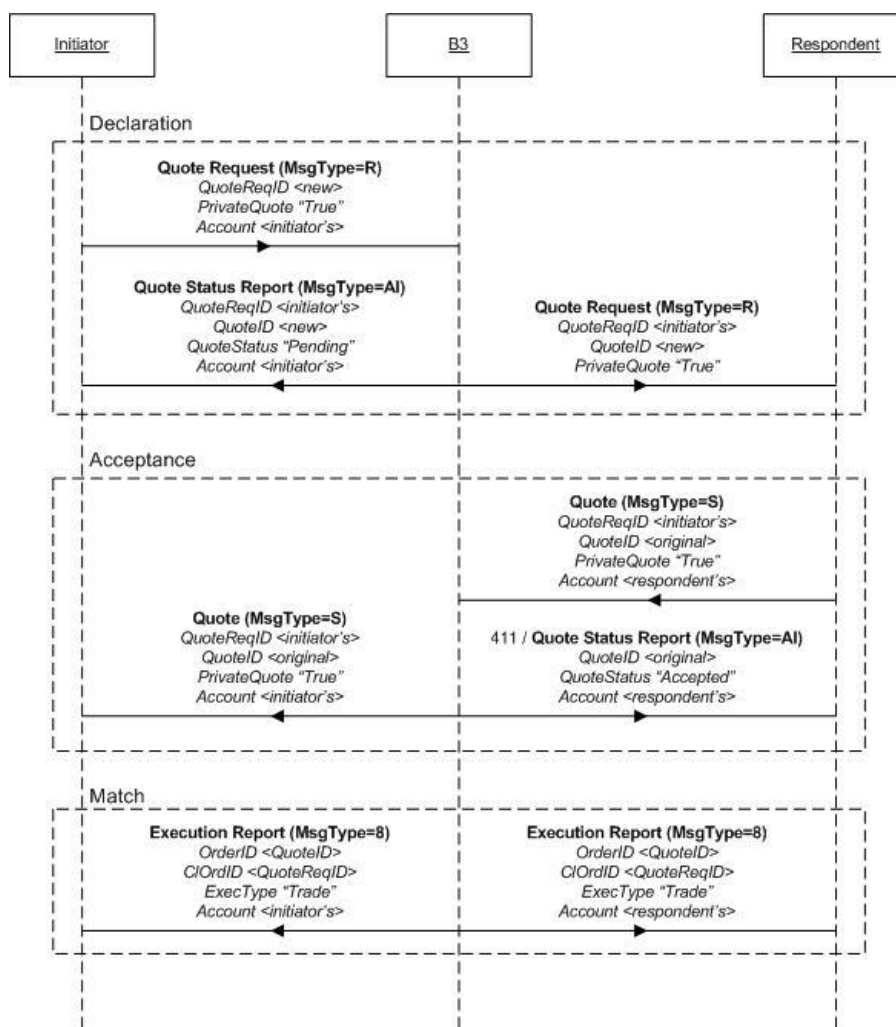 Initiator
B3
Respondent
Declaration
Quote Request (MsgType=R)
QuoteReqID <new>
PrivateQuote “True”
Account <initiator’s>
Quote Status Report (MsgType=AI)
QuoteReqID <initiator’s>
QuoteID <new>
QuoteStatus “Pending”
Account <initiator’s>
Quote Request (MsgType=R)
QuoteReqID <initiator’s>
QuoteID <new>
PrivateQuote “True”
Acceptance
Quote (MsgType=S)
QuoteReqID <initiator’s>
QuoteID <original>
PrivateQuote “True”
Account <respondent’s>
Quote (MsgType=S)
QuoteReqID <initiator’s>
QuoteID <original>
PrivateQuote “True”
Account <initiator’s>
411 / Quote Status Report (MsgType=AI)
QuoteID <original>
QuoteStatus “Accepted”
Account <respondent’s>
Match
Execution Report (MsgType=8)
OrderID <QuoteID>
ClOrdID <QuoteReqID>
ExecType “Trade”
Account <initiator’s>
Execution Report (MsgType=8)
OrderID <QuoteID>
ClOrdID <QuoteReqID>
ExecType “Trade”
Account <respondent’s>